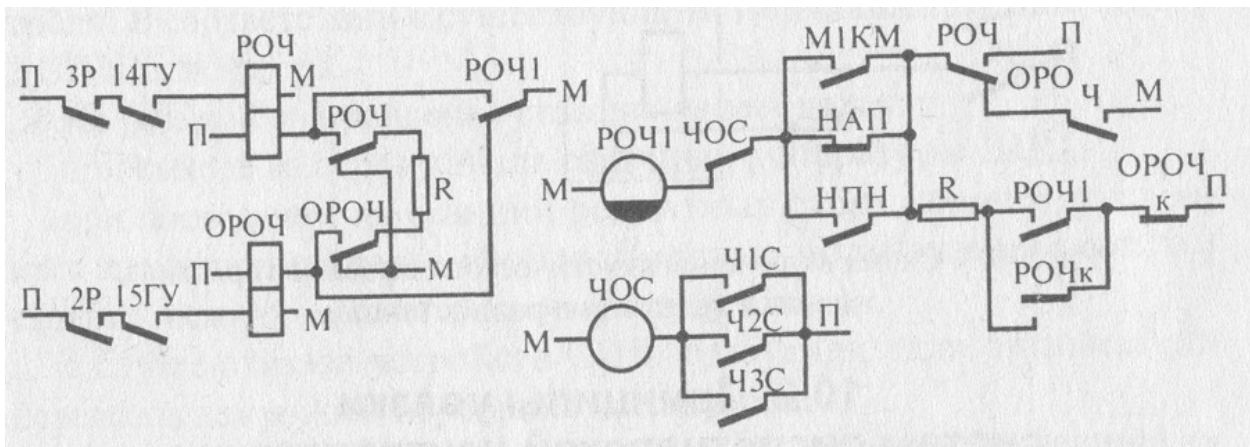 П ЗР 14ГУ РОЧ М
П РОЧ РОЧ1 М
R
ОРОЧ
П ОРОЧ М
П 2Р 15ГУ М
М1КМ РОЧ П
ОРО Ч М
НАП
РОЧ1 ЧОС
М
НПН R РОЧ1 ОРОЧ
к П
РОЧк
ЧОС Ч1С
М Ч2С П
Ч3С